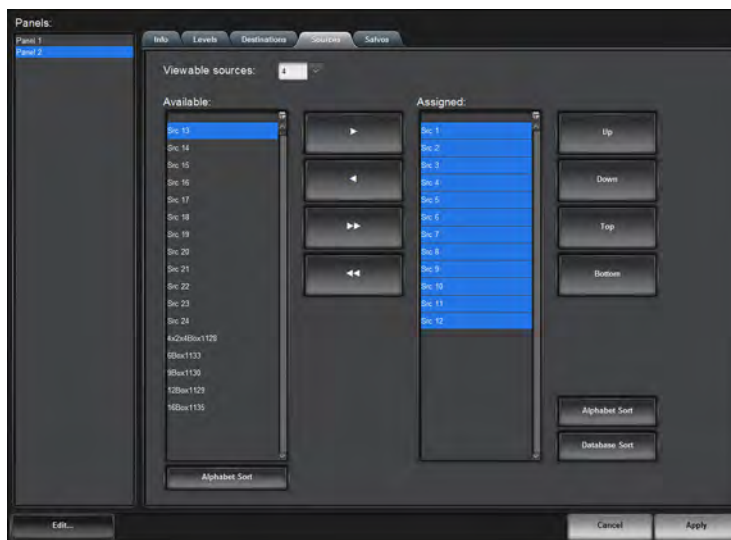 Panels:
Panel 1
Panel 2
Info
Levels
Destinations
Sources
Salvos
Viewable sources:
4
Available:
Src 13
Src 14
Src 15
Src 16
Src 17
Src 18
Src 19
Src 20
Src 21
Src 22
Src 23
Src 24
4x2x4Box1128
6Box1133
9Box1130
12Box1129
16Box1135
Alphabet Sort
Assigned:
Src 1
Src 2
Src 3
Src 4
Src 5
Src 6
Src 7
Src 8
Src 9
Src 10
Src 11
Src 12
Up
Down
Top
Bottom
Alphabet Sort
Database Sort
Edit...
Cancel
Apply